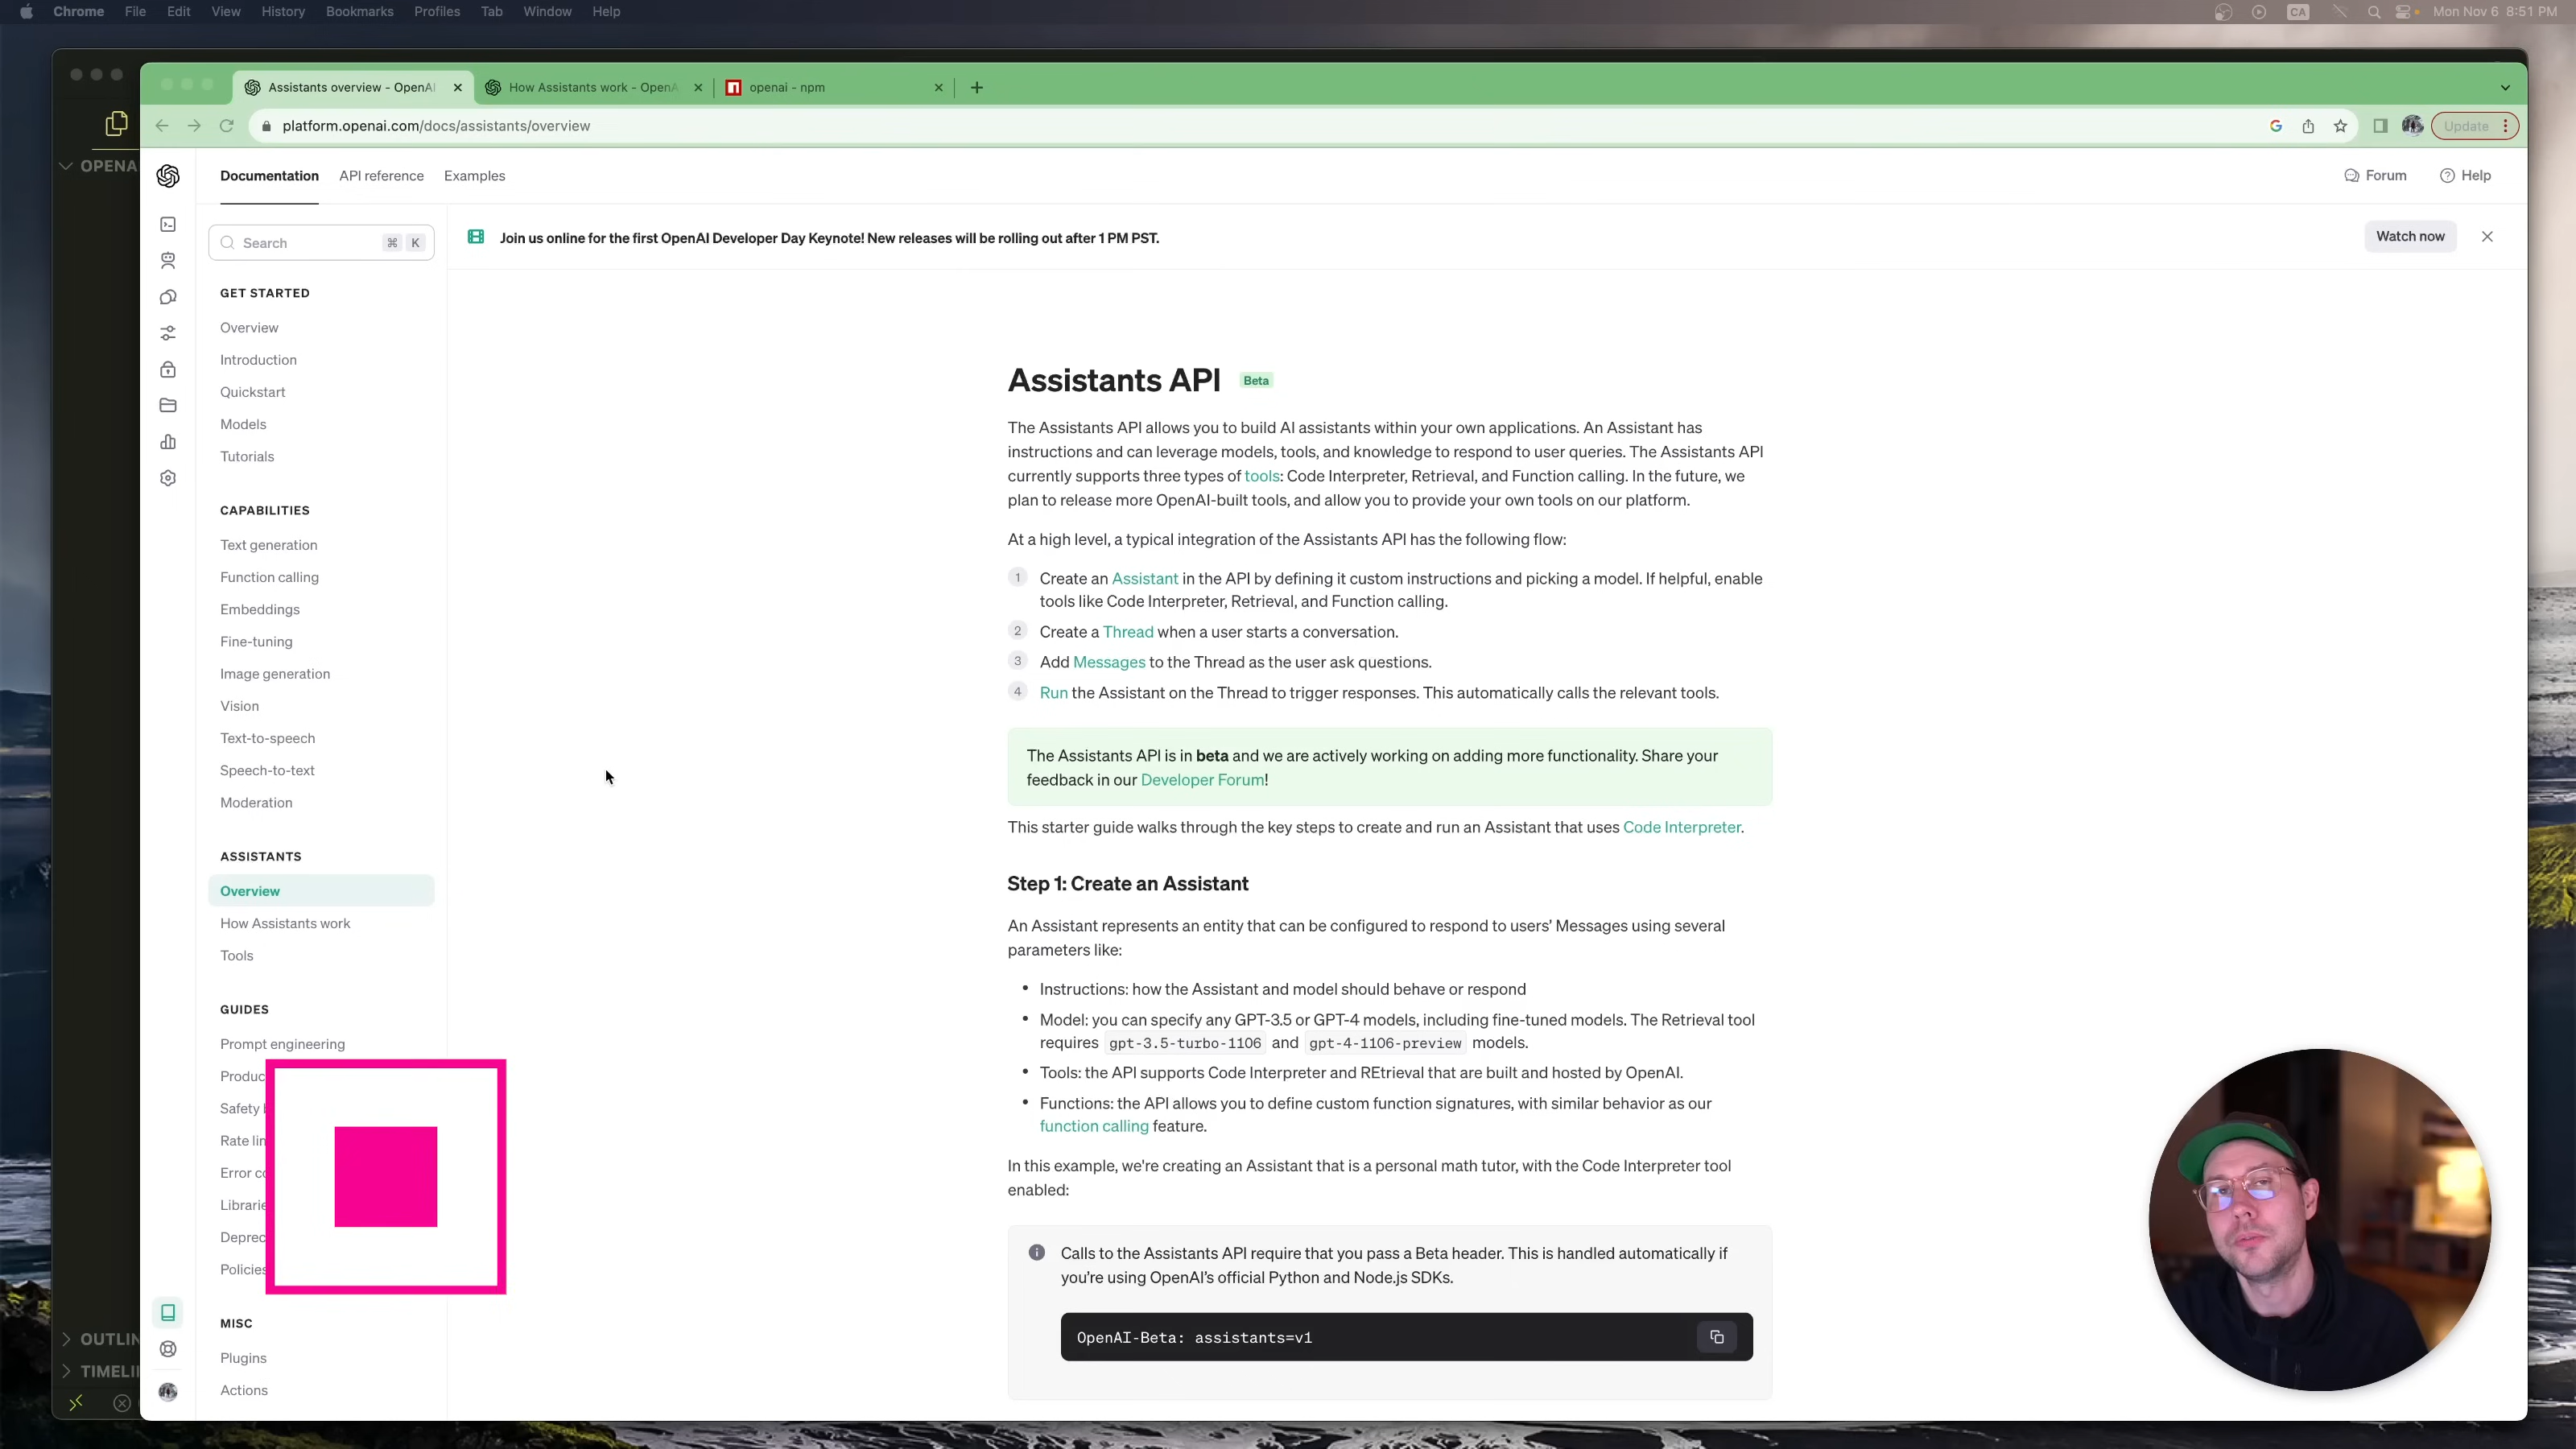 Chrome File Edit View History Bookmarks Profiles Tab Window Help CA Mon Nov 6 8:51 PM
Assistants overview - OpenAI How Assistants work - OpenA openai - npm
platform.openai.com/docs/assistants/overview Update
OPENA
Documentation API reference Examples Forum Help
Search ⌘ K
Join us online for the first OpenAI Developer Day Keynote! New releases will be rolling out after 1 PM PST. Watch now
GET STARTED
Overview
Introduction
Quickstart
Models
Tutorials
CAPABILITIES
Text generation
Function calling
Embeddings
Fine-tuning
Image generation
Vision
Text-to-speech
Speech-to-text
Moderation
ASSISTANTS
Overview
How Assistants work
Tools
GUIDES
Prompt engineering
Produc
Safety
Rate lin
Error co
Librarie
Deprec
Policies
MISC
Plugins
Actions
OUTLIN
TIMELI
Assistants API Beta
The Assistants API allows you to build AI assistants within your own applications. An Assistant has
instructions and can leverage models, tools, and knowledge to respond to user queries. The Assistants API
currently supports three types of tools: Code Interpreter, Retrieval, and Function calling. In the future, we
plan to release more OpenAI-built tools, and allow you to provide your own tools on our platform.
At a high level, a typical integration of the Assistants API has the following flow:
1 Create an Assistant in the API by defining it custom instructions and picking a model. If helpful, enable
tools like Code Interpreter, Retrieval, and Function calling.
2 Create a Thread when a user starts a conversation.
3 Add Messages to the Thread as the user ask questions.
4 Run the Assistant on the Thread to trigger responses. This automatically calls the relevant tools.
The Assistants API is in beta and we are actively working on adding more functionality. Share your
feedback in our Developer Forum!
This starter guide walks through the key steps to create and run an Assistant that uses Code Interpreter.
Step 1: Create an Assistant
An Assistant represents an entity that can be configured to respond to users’ Messages using several
parameters like:
• Instructions: how the Assistant and model should behave or respond
• Model: you can specify any GPT-3.5 or GPT-4 models, including fine-tuned models. The Retrieval tool
requires gpt-3.5-turbo-1106 and gpt-4-1106-preview models.
• Tools: the API supports Code Interpreter and REtrieval that are built and hosted by OpenAI.
• Functions: the API allows you to define custom function signatures, with similar behavior as our
function calling feature.
In this example, we're creating an Assistant that is a personal math tutor, with the Code Interpreter tool
enabled:
Calls to the Assistants API require that you pass a Beta header. This is handled automatically if
you’re using OpenAI’s official Python and Node.js SDKs.
OpenAI-Beta: assistants=v1